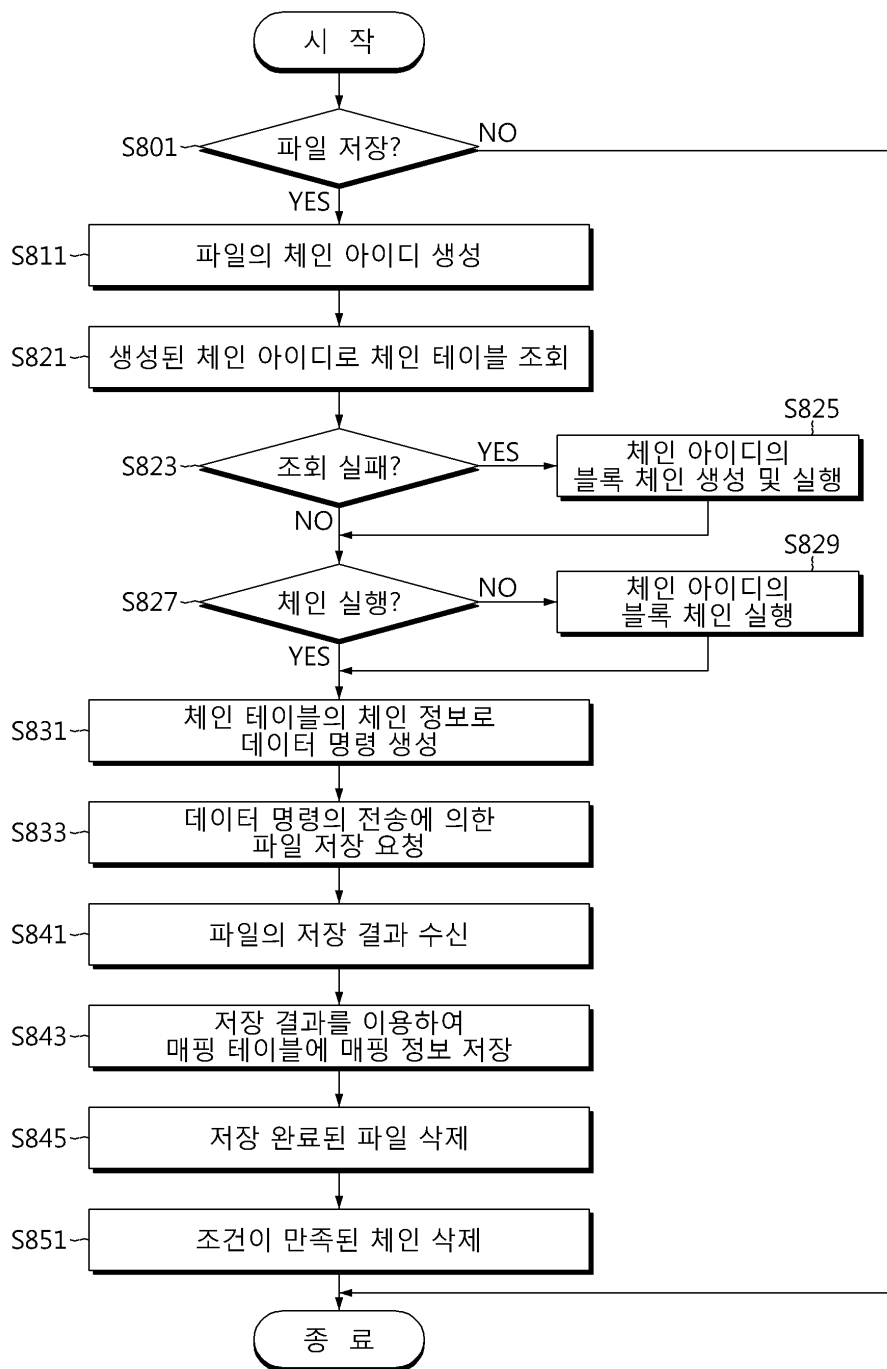 시 작
S801
파일 저장?
NO
YES
S811
파일의 체인 아이디 생성
S821
생성된 체인 아이디로 체인 테이블 조회
S823
조회 실패?
YES
S825
체인 아이디의
블록 체인 생성 및 실행
NO
S827
체인 실행?
NO
S829
체인 아이디의
블록 체인 실행
YES
S831
체인 테이블의 체인 정보로
데이터 명령 생성
S833
데이터 명령의 전송에 의한
파일 저장 요청
S841
파일의 저장 결과 수신
S843
저장 결과를 이용하여
매핑 테이블에 매핑 정보 저장
S845
저장 완료된 파일 삭제
S851
조건이 만족된 체인 삭제
종 료